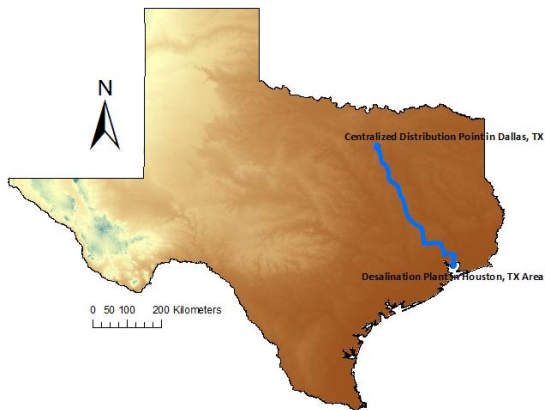 N
Centralized Distribution Point in Dallas, TX
Desalination Plant in Houston, TX Area
0 50 100 200 Kilometers